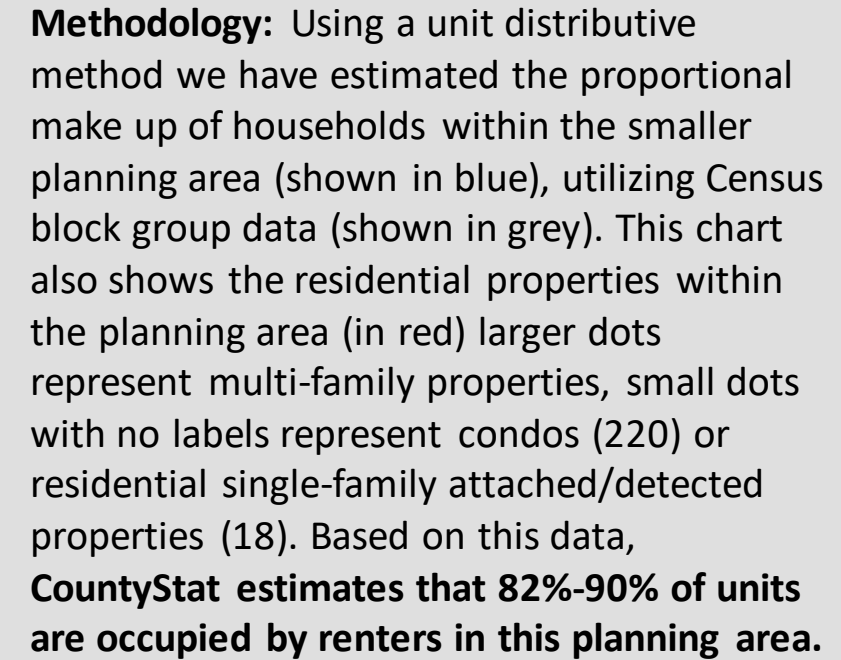 Methodology: Using a unit distributive
method we have estimated the proportional
make up of households within the smaller
planning area (shown in blue), utilizing Census
block group data (shown in grey). This chart
also shows the residential properties within
the planning area (in red) larger dots
represent multi-family properties, small dots
with no labels represent condos (220) or
residential single-family attached/detected
properties (18). Based on this data,
CountyStat estimates that 82%-90% of units
are occupied by renters in this planning area.